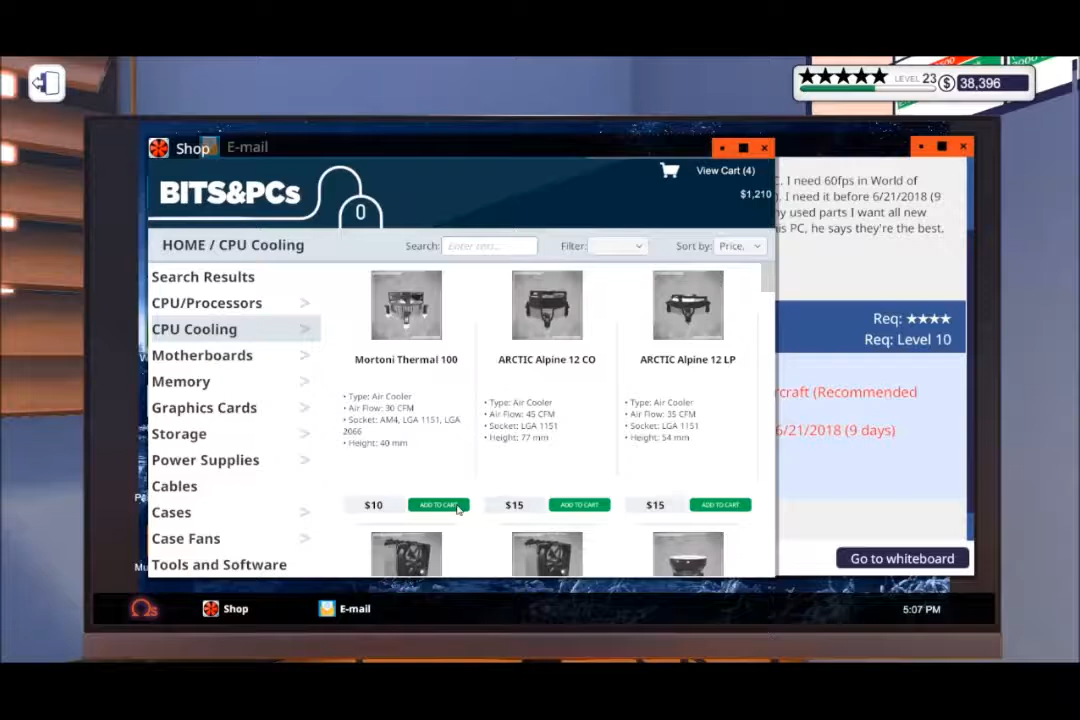 LEVEL 23
$ 38,396
Shop
E-mail
BITS&PCs
View Cart (4)
$1,210
HOME / CPU Cooling
Search: Enter text...
Filter:
Sort by: Price,
Search Results
CPU/Processors >
CPU Cooling >
Motherboards >
Memory >
Graphics Cards >
Storage >
Power Supplies >
Cables
Cases >
Case Fans >
Tools and Software
Mortoni Thermal 100
• Type: Air Cooler
• Air Flow: 30 CFM
• Socket: AM4, LGA 1151, LGA
2066
• Height: 40 mm
$10
ADD TO CART
ARCTIC Alpine 12 CO
• Type: Air Cooler
• Air Flow: 45 CFM
• Socket: LGA 1151
• Height: 77 mm
$15
ADD TO CART
ARCTIC Alpine 12 LP
• Type: Air Cooler
• Air Flow: 35 CFM
• Socket: LGA 1151
• Height: 54 mm
$15
ADD TO CART
. I need 60fps in World of
. I need it before 6/21/2018 (9
y used parts I want all new
is PC, he says they're the best.
Req: ★★★★
Req: Level 10
craft (Recommended
6/21/2018 (9 days)
Go to whiteboard
Shop
E-mail
5:07 PM